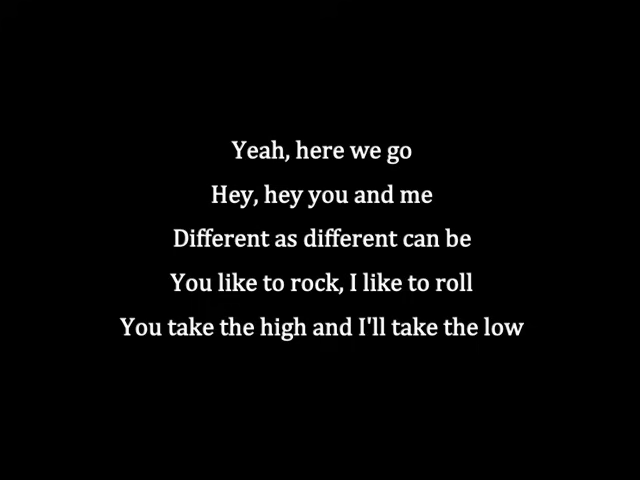 Yeah, here we go
Hey, hey you and me
Different as different can be
You like to rock, I like to roll
You take the high and I'll take the low